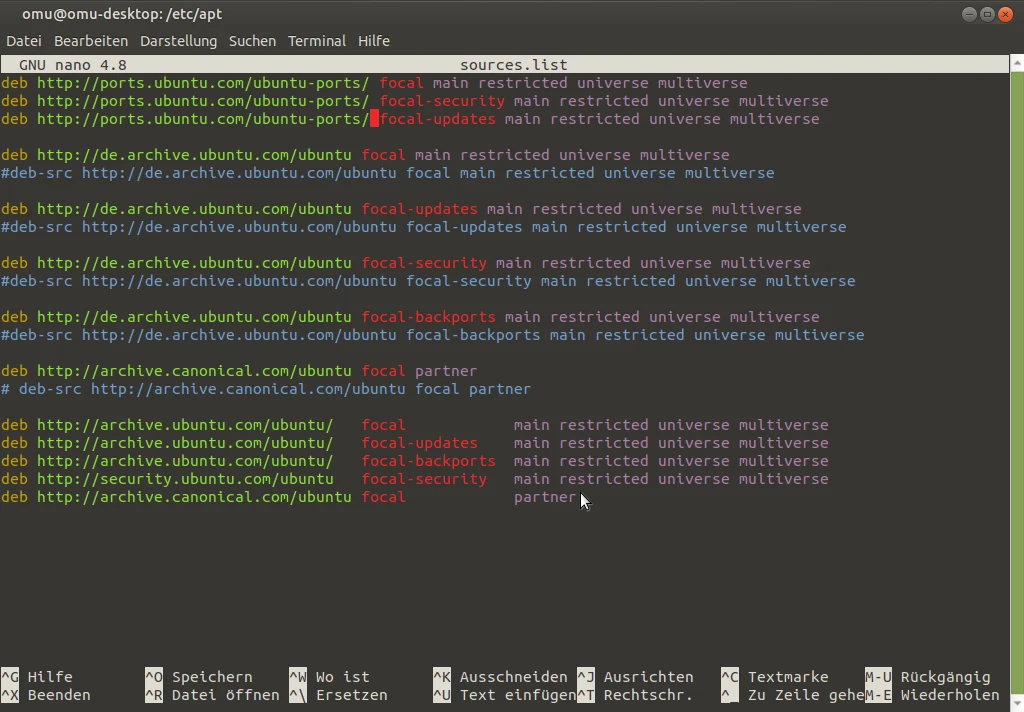 omu@omu-desktop: /etc/apt
Datei Bearbeiten Darstellung Suchen Terminal Hilfe
GNU nano 4.8 sources.list
deb http://ports.ubuntu.com/ubuntu-ports/ focal main restricted universe multiverse
deb http://ports.ubuntu.com/ubuntu-ports/ focal-security main restricted universe multiverse
deb http://ports.ubuntu.com/ubuntu-ports/ focal-updates main restricted universe multiverse
deb http://de.archive.ubuntu.com/ubuntu focal main restricted universe multiverse
#deb-src http://de.archive.ubuntu.com/ubuntu focal main restricted universe multiverse
deb http://de.archive.ubuntu.com/ubuntu focal-updates main restricted universe multiverse
#deb-src http://de.archive.ubuntu.com/ubuntu focal-updates main restricted universe multiverse
deb http://de.archive.ubuntu.com/ubuntu focal-security main restricted universe multiverse
#deb-src http://de.archive.ubuntu.com/ubuntu focal-security main restricted universe multiverse
deb http://de.archive.ubuntu.com/ubuntu focal-backports main restricted universe multiverse
#deb-src http://de.archive.ubuntu.com/ubuntu focal-backports main restricted universe multiverse
deb http://archive.canonical.com/ubuntu focal partner
# deb-src http://archive.canonical.com/ubuntu focal partner
deb http://archive.ubuntu.com/ubuntu/ focal main restricted universe multiverse
deb http://archive.ubuntu.com/ubuntu/ focal-updates main restricted universe multiverse
deb http://archive.ubuntu.com/ubuntu/ focal-backports main restricted universe multiverse
deb http://security.ubuntu.com/ubuntu focal-security main restricted universe multiverse
deb http://archive.canonical.com/ubuntu focal partner
^G Hilfe ^O Speichern ^W Wo ist ^K Ausschneiden ^J Ausrichten ^C Textmarke M-U Rückgängig
^X Beenden ^R Datei öffnen ^\ Ersetzen ^U Text einfügen ^T Rechtschr. ^_ Zu Zeile gehe M-E Wiederholen